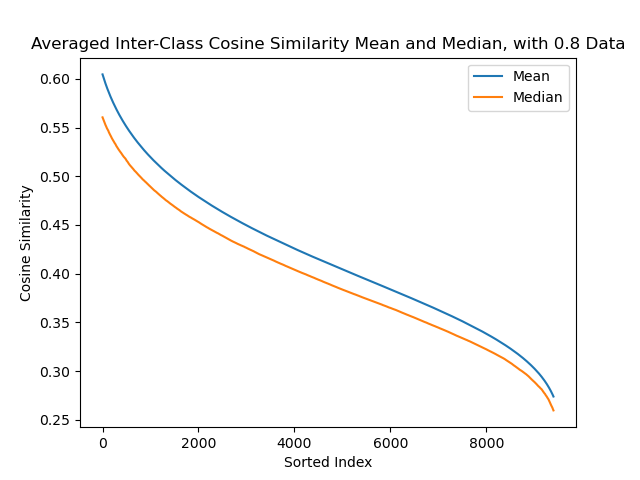 Averaged Inter-Class Cosine Similarity Mean and Median, with 0.8 Data
Mean
Median
Cosine Similarity
0.60
0.55
0.50
0.45
0.40
0.35
0.30
0.25
0 2000 4000 6000 8000
Sorted Index